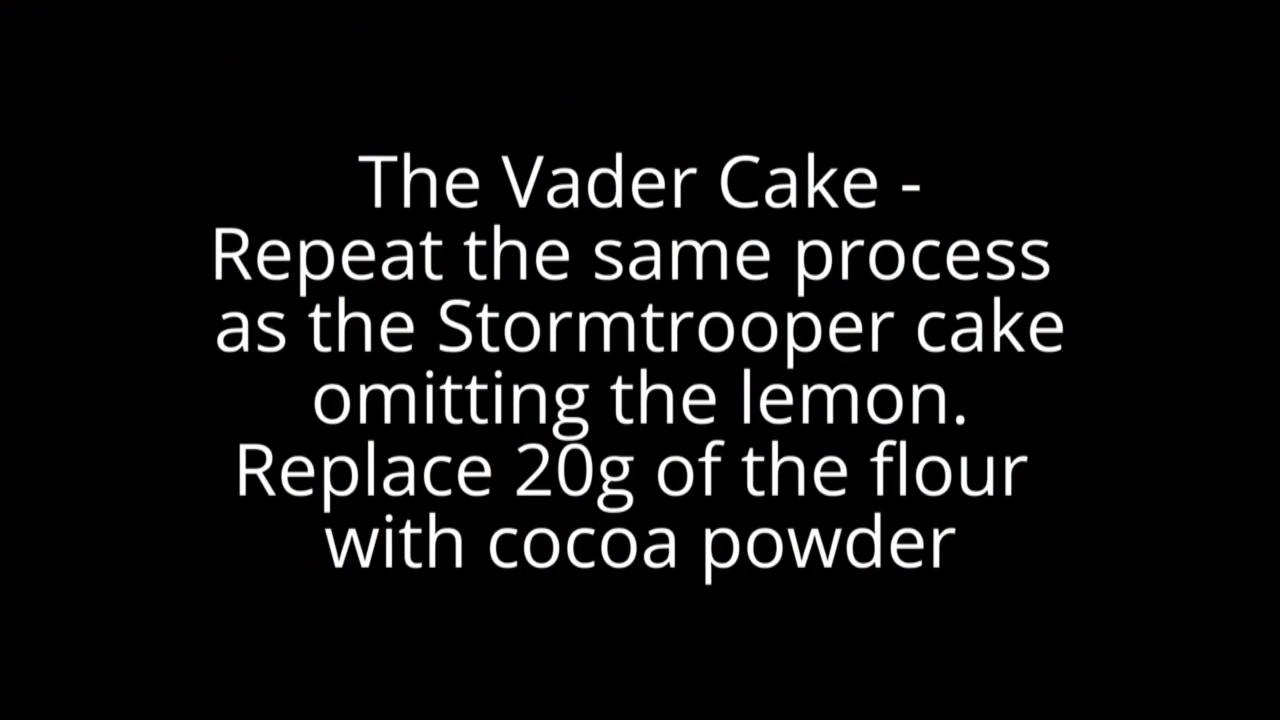 The Vader Cake -
Repeat the same process
as the Stormtrooper cake
omitting the lemon.
Replace 20g of the flour
with cocoa powder